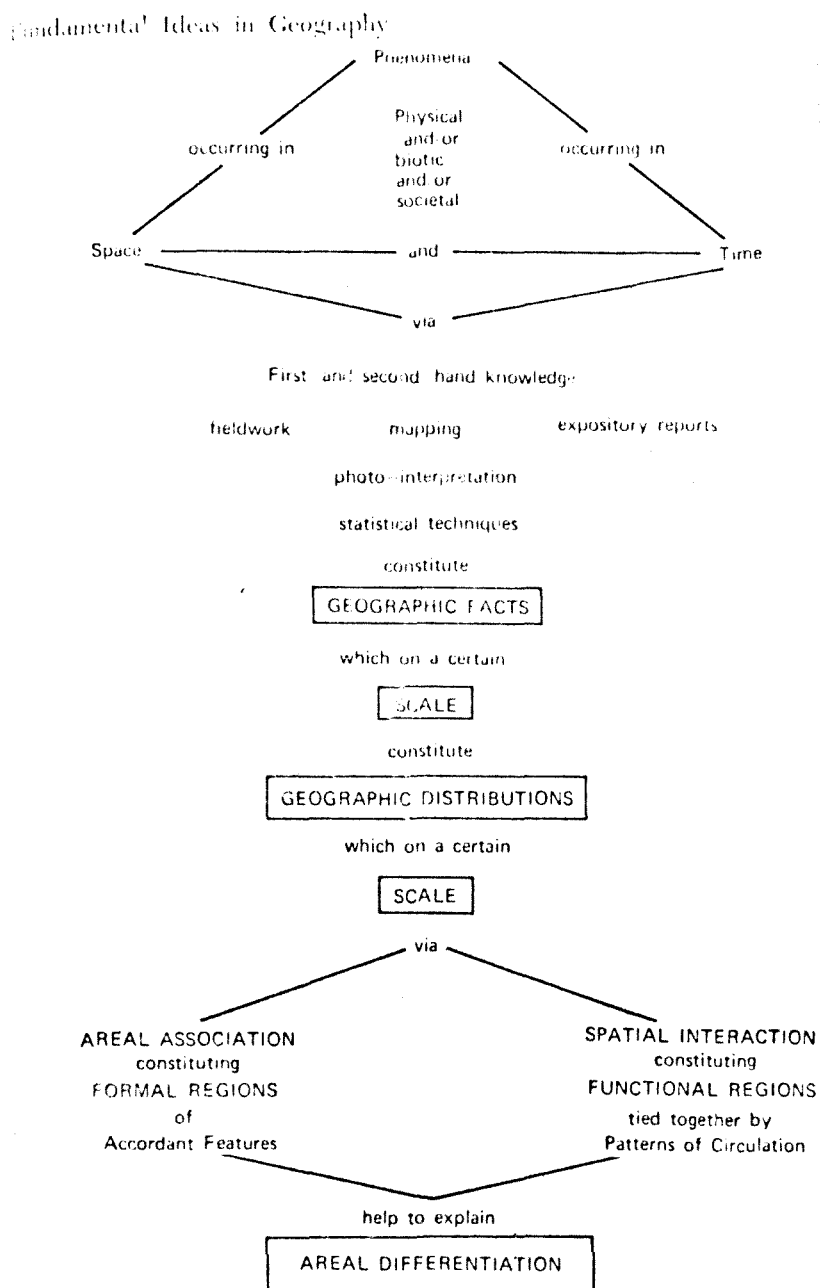 Fundamental Ideas in Geography
Phenomena
Physical
and/or
occurring in biotic occurring in
and/or
societal
Space and Time
via
First and second hand knowledge
fieldwork mapping expository reports
photo-interpretation
statistical techniques
constitute
GEOGRAPHIC FACTS
which on a certain
SCALE
constitute
GEOGRAPHIC DISTRIBUTIONS
which on a certain
SCALE
via
AREAL ASSOCIATION
constituting
FORMAL REGIONS
of
Accordant Features
SPATIAL INTERACTION
constituting
FUNCTIONAL REGIONS
tied together by
Patterns of Circulation
help to explain
AREAL DIFFERENTIATION